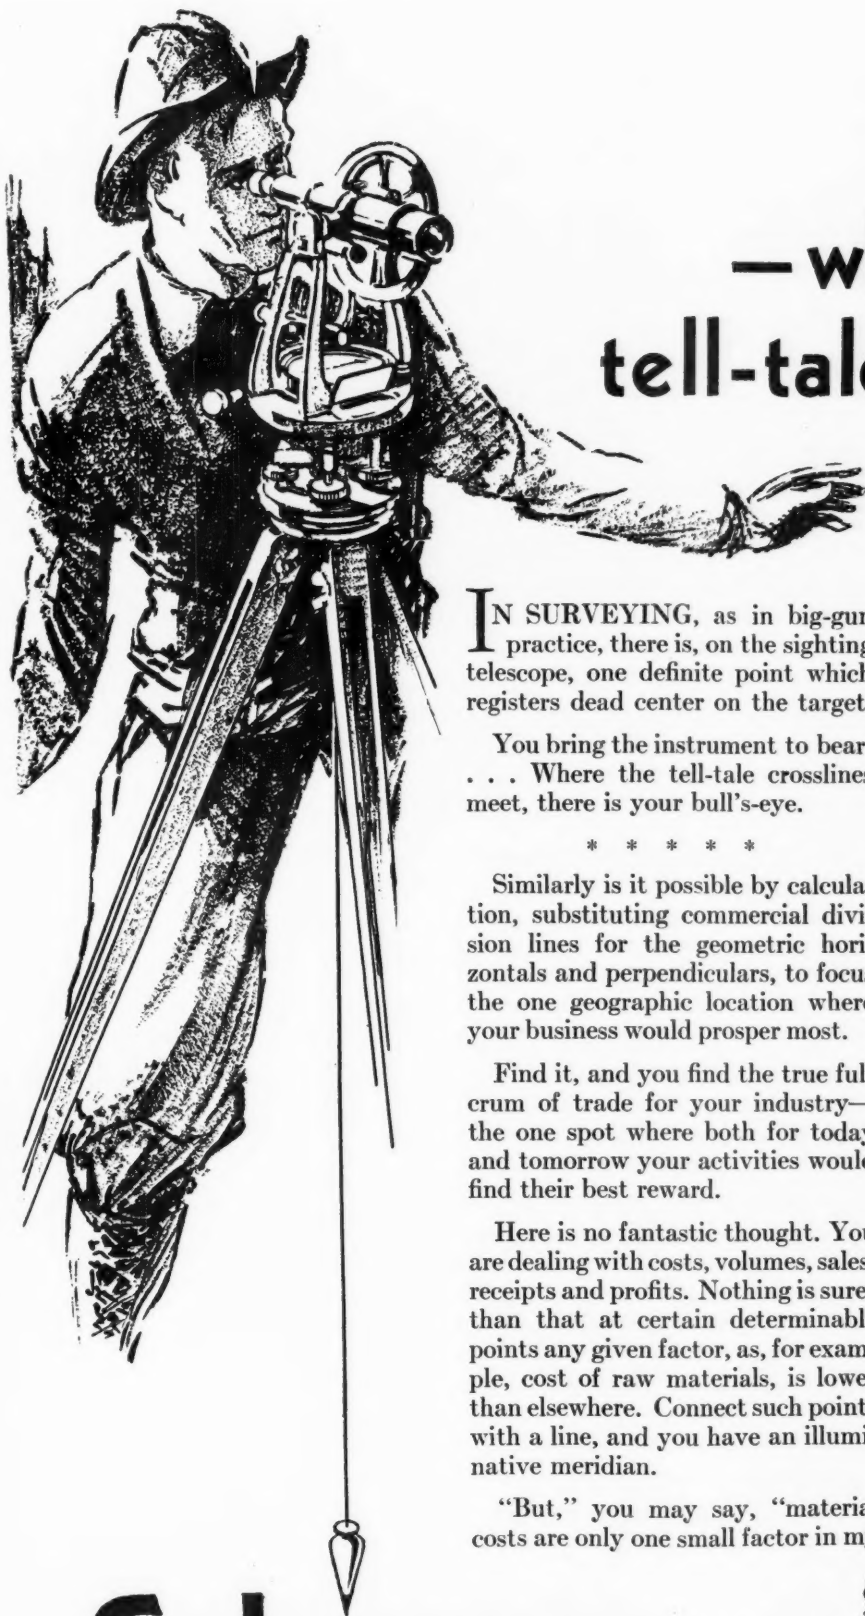 — w
tell-tale
IN SURVEYING, as in big-gun
practice, there is, on the sighting
telescope, one definite point which
registers dead center on the target
You bring the instrument to bear
. . . Where the tell-tale crosslines
meet, there is your bull's-eye.
* * * * *
Similarly is it possible by calcula
tion, substituting commercial divi
sion lines for the geometric hori
zontals and perpendiculars, to focus
the one geographic location where
your business would prosper most.
Find it, and you find the true ful
crum of trade for your industry—
the one spot where both for today
and tomorrow your activities would
find their best reward.
Here is no fantastic thought. You
are dealing with costs, volumes, sales
receipts and profits. Nothing is sure
than that at certain determinabl
points any given factor, as, for exam
ple, cost of raw materials, is lowe
than elsewhere. Connect such point
with a line, and you have an illumi
native meridian.
"But," you may say, "materia
costs are only one small factor in m